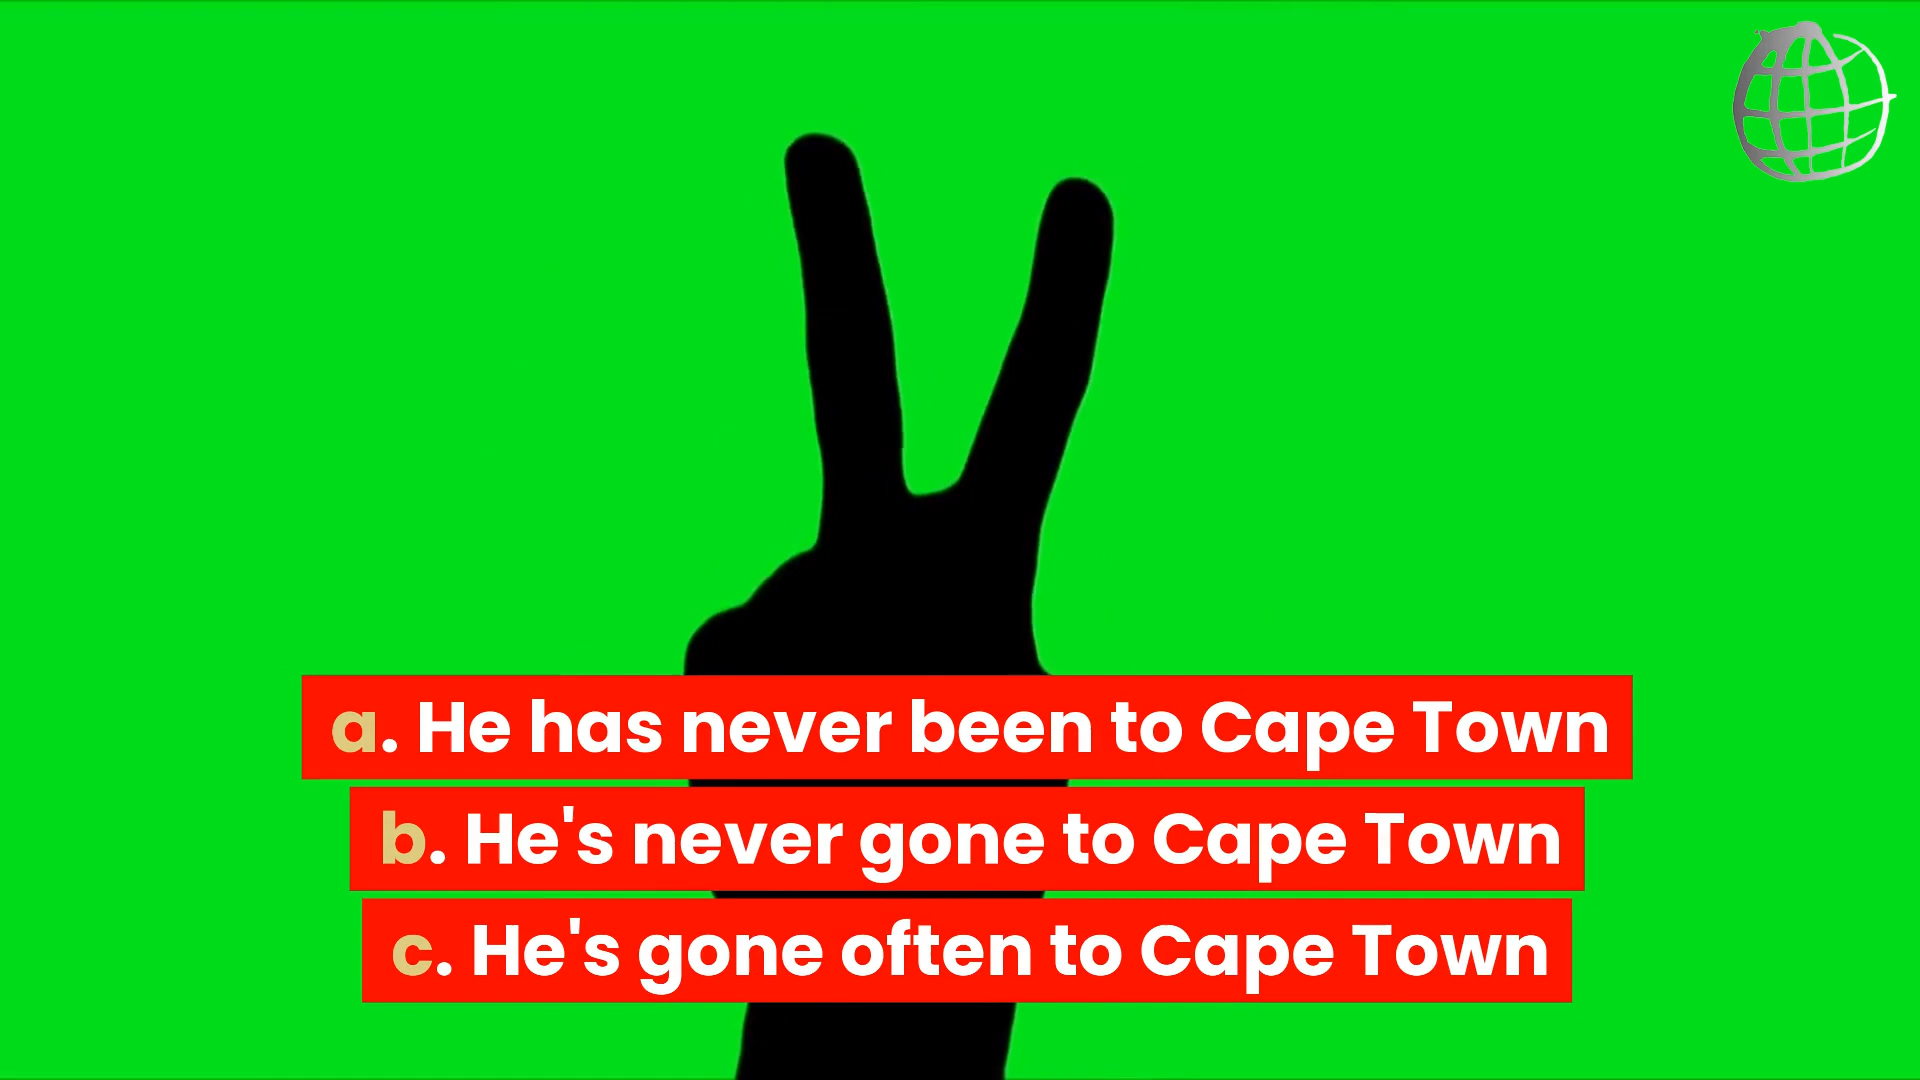 a. He has never been to Cape Town
b. He's never gone to Cape Town
c. He's gone often to Cape Town